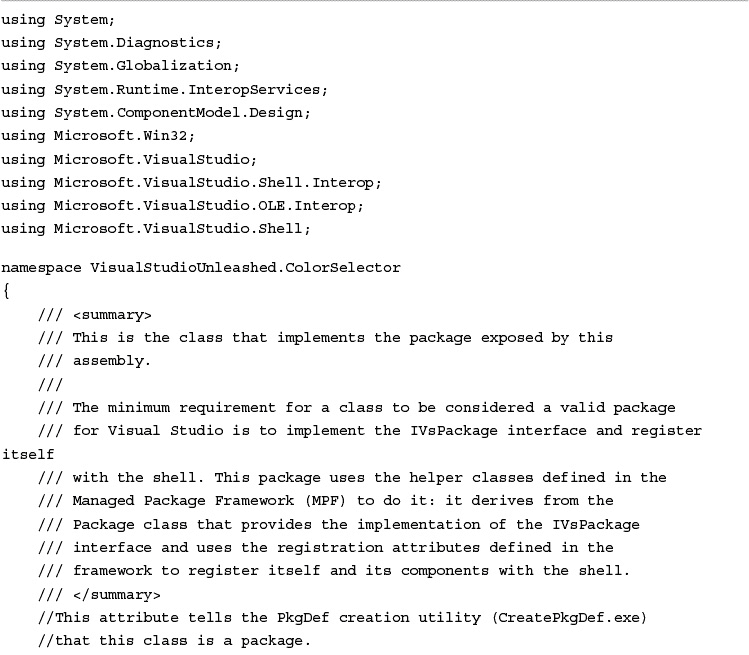 using System;
using System.Diagnostics;
using System.Globalization;
using System.Runtime.InteropServices;
using System.ComponentModel.Design;
using Microsoft.Win32;
using Microsoft.VisualStudio;
using Microsoft.VisualStudio.Shell.Interop;
using Microsoft.VisualStudio.OLE.Interop;
using Microsoft.VisualStudio.Shell;
namespace VisualStudioUnleashed.ColorSelector
{
    /// <summary>
    /// This is the class that implements the package exposed by this
    /// assembly.
    ///
    /// The minimum requirement for a class to be considered a valid package
    /// for Visual Studio is to implement the IVsPackage interface and register
itself
    /// with the shell. This package uses the helper classes defined in the
    /// Managed Package Framework (MPF) to do it: it derives from the
    /// Package class that provides the implementation of the IVsPackage
    /// interface and uses the registration attributes defined in the
    /// framework to register itself and its components with the shell.
    /// </summary>
    //This attribute tells the PkgDef creation utility (CreatePkgDef.exe)
    //that this class is a package.